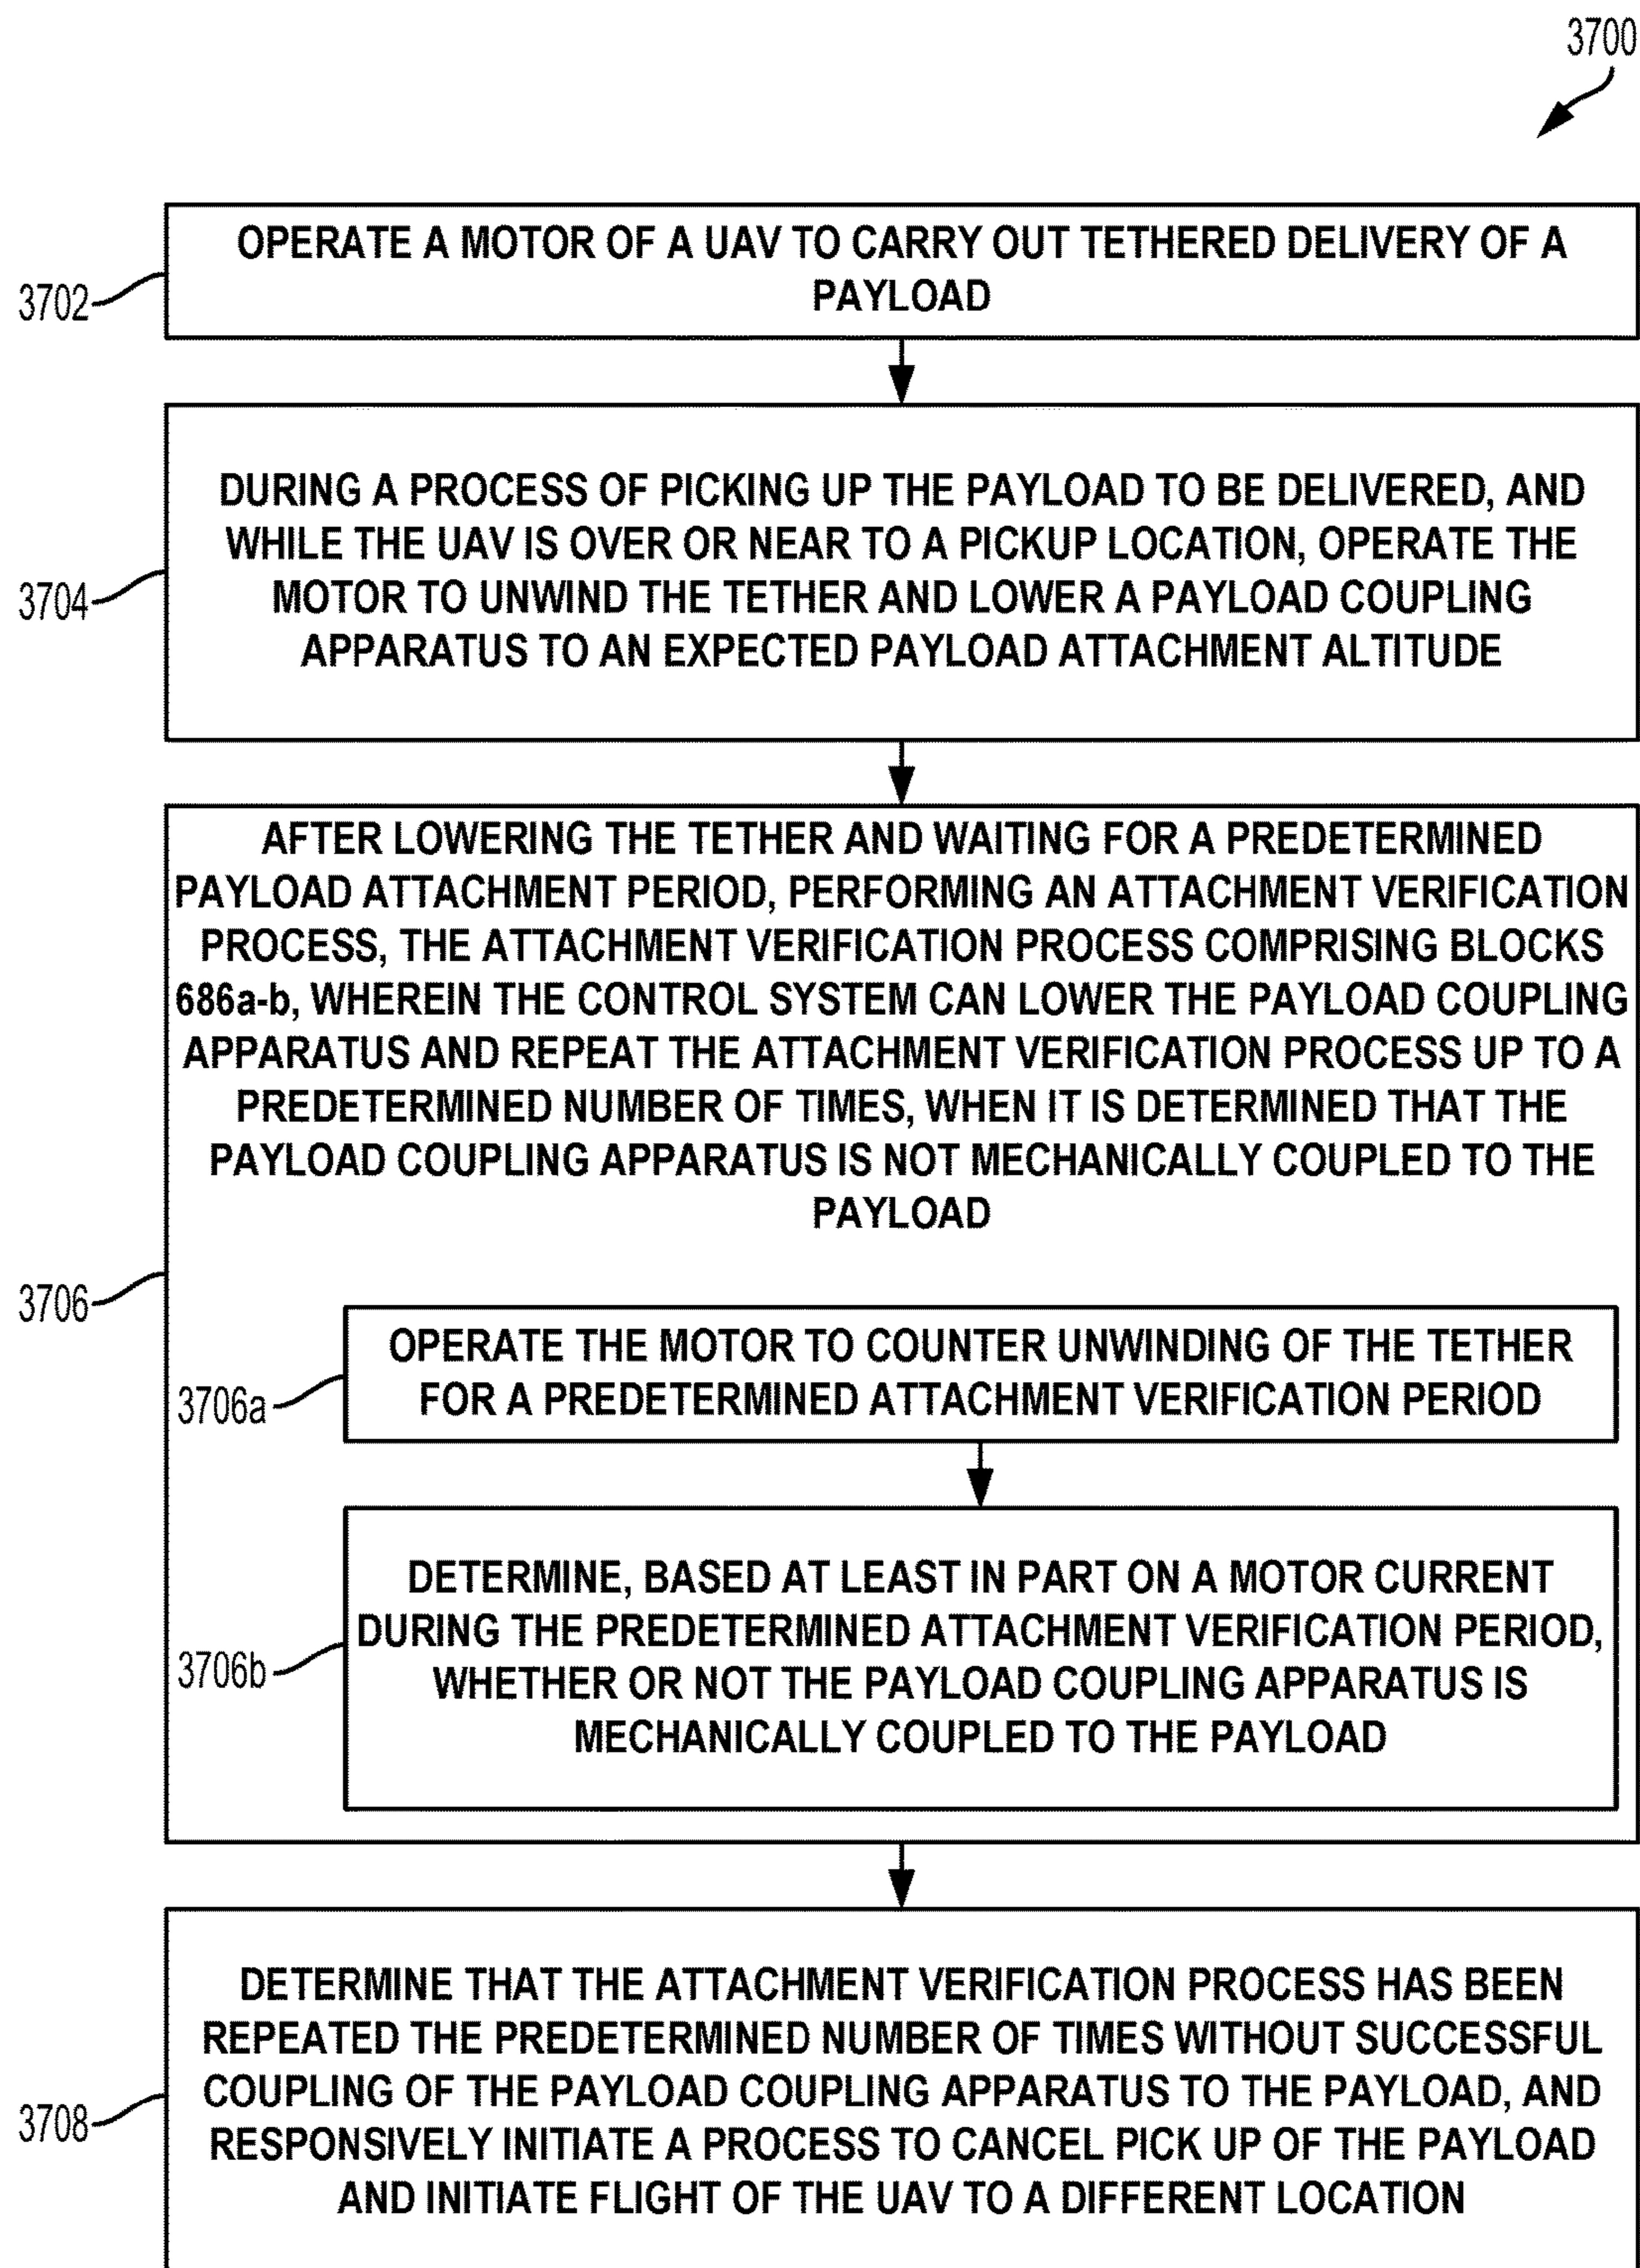 3700
OPERATE A MOTOR OF A UAV TO CARRY OUT TETHERED DELIVERY OF A
PAYLOAD
3702
DURING A PROCESS OF PICKING UP THE PAYLOAD TO BE DELIVERED, AND
WHILE THE UAV IS OVER OR NEAR TO A PICKUP LOCATION, OPERATE THE
MOTOR TO UNWIND THE TETHER AND LOWER A PAYLOAD COUPLING
APPARATUS TO AN EXPECTED PAYLOAD ATTACHMENT ALTITUDE
3704
AFTER LOWERING THE TETHER AND WAITING FOR A PREDETERMINED
PAYLOAD ATTACHMENT PERIOD, PERFORMING AN ATTACHMENT VERIFICATION
PROCESS, THE ATTACHMENT VERIFICATION PROCESS COMPRISING BLOCKS
686a-b, WHEREIN THE CONTROL SYSTEM CAN LOWER THE PAYLOAD COUPLING
APPARATUS AND REPEAT THE ATTACHMENT VERIFICATION PROCESS UP TO A
PREDETERMINED NUMBER OF TIMES, WHEN IT IS DETERMINED THAT THE
PAYLOAD COUPLING APPARATUS IS NOT MECHANICALLY COUPLED TO THE
PAYLOAD
3706
OPERATE THE MOTOR TO COUNTER UNWINDING OF THE TETHER
FOR A PREDETERMINED ATTACHMENT VERIFICATION PERIOD
3706a
DETERMINE, BASED AT LEAST IN PART ON A MOTOR CURRENT
DURING THE PREDETERMINED ATTACHMENT VERIFICATION PERIOD,
WHETHER OR NOT THE PAYLOAD COUPLING APPARATUS IS
MECHANICALLY COUPLED TO THE PAYLOAD
3706b
DETERMINE THAT THE ATTACHMENT VERIFICATION PROCESS HAS BEEN
REPEATED THE PREDETERMINED NUMBER OF TIMES WITHOUT SUCCESSFUL
COUPLING OF THE PAYLOAD COUPLING APPARATUS TO THE PAYLOAD, AND
RESPONSIVELY INITIATE A PROCESS TO CANCEL PICK UP OF THE PAYLOAD
AND INITIATE FLIGHT OF THE UAV TO A DIFFERENT LOCATION
3708